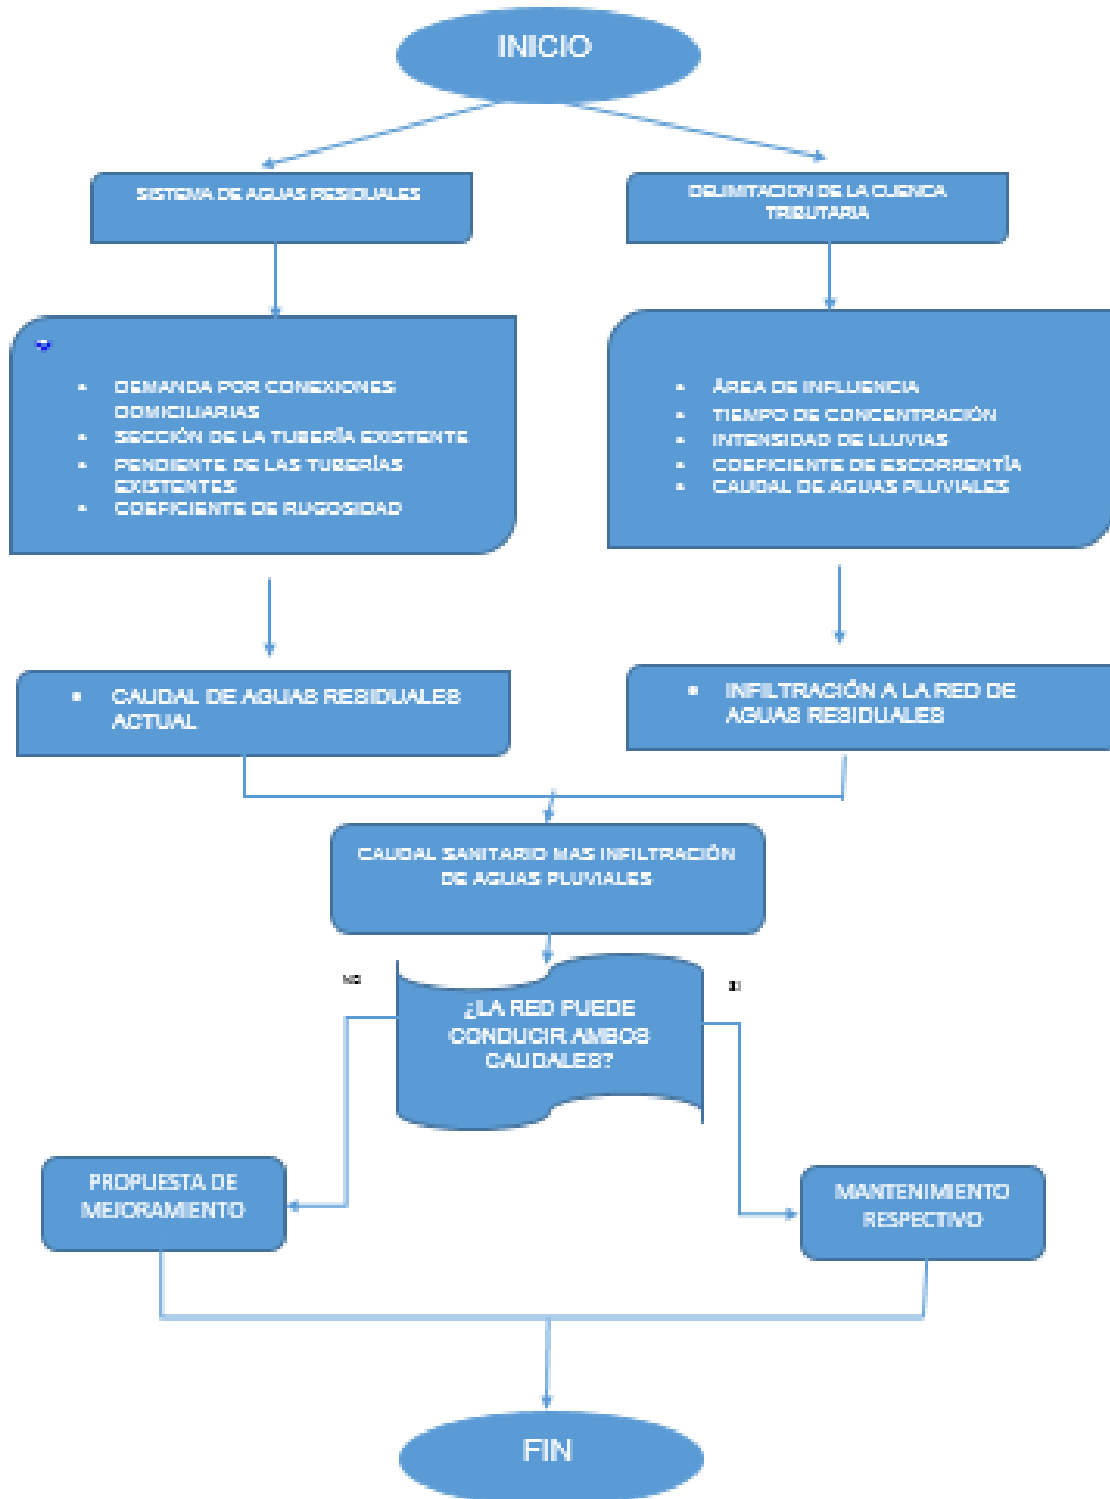 INICIO
SISTEMA DE AGUAS RESIDUALES
DELIMITACION DE LA CUENCA
TRIBUTARIA
• DEMANDA POR CONEXIONES
DOMICILIARIAS
• SECCIÓN DE LA TUBERÍA EXISTENTE
• PENDIENTE DE LAS TUBERÍAS
EXISTENTES
• COEFICIENTE DE RUGOSIDAD
• ÁREA DE INFLUENCIA
• TIEMPO DE CONCENTRACIÓN
• INTENSIDAD DE LLUVIAS
• COEFICIENTE DE ESCORRENTÍA
• CAUDAL DE AGUAS PLUVIALES
• CAUDAL DE AGUAS RESIDUALES
ACTUAL
• INFILTRACIÓN A LA RED DE
AGUAS RESIDUALES
CAUDAL SANITARIO MAS INFILTRACIÓN
DE AGUAS PLUVIALES
NO
SI
¿LA RED PUEDE
CONDUCIR AMBOS
CAUDALES?
PROPUESTA DE
MEJORAMIENTO
MANTENIMIENTO
RESPECTIVO
FIN